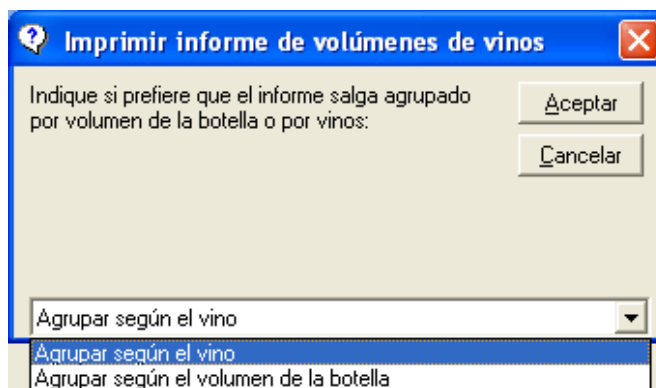 Imprimir informe de volúmenes de vinos
Indique si prefiere que el informe salga agrupado
por volumen de la botella o por vinos:
Aceptar
Cancelar
Agrupar según el vino
Agrupar según el vino
Agrupar según el volumen de la botella